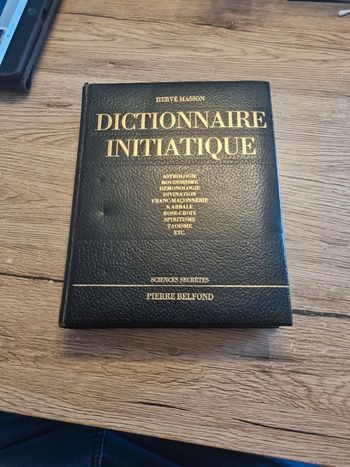 HERVÉ MASSON
DICTIONNAIRE
INITIATIQUE
ASTROLOGIE
BOUDDHISME
DÉMONOLOGIE
DIVINATION
FRANC-MAÇONNERIE
KABBALE
ROSE-CROIX
SPIRITISME
TAOÏSME
ETC.
SCIENCES SECRÈTES
PIERRE BELFOND